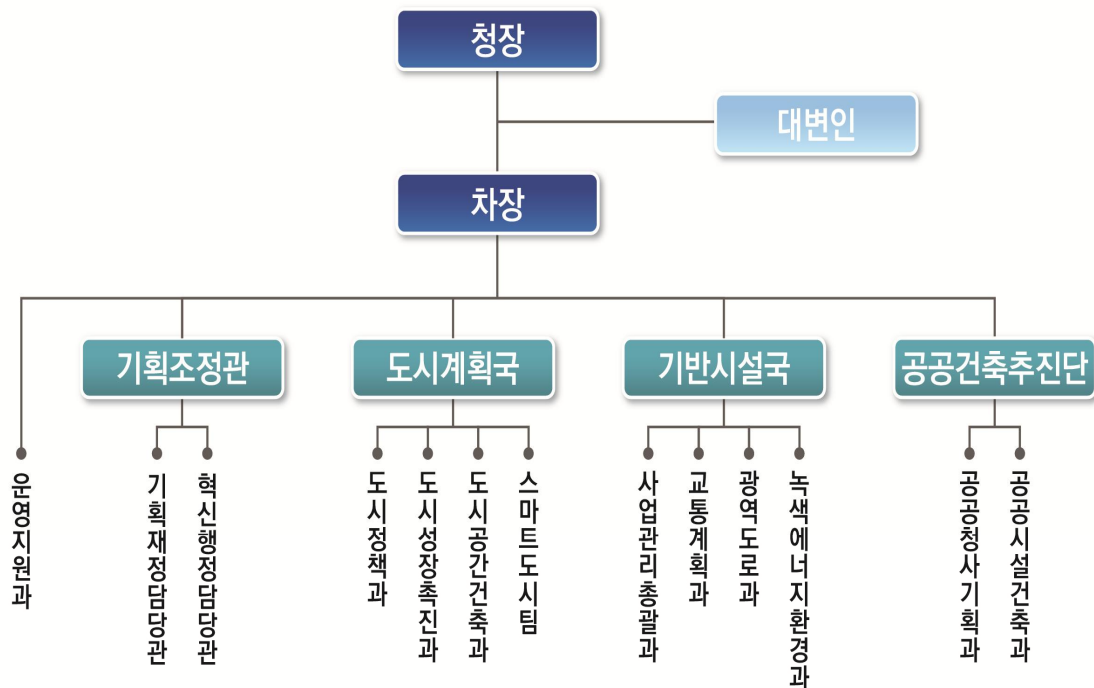 청장
대변인
차장
기획조정관
도시계획국
기반시설국
공공건축추진단
운영지원과
기획재정담당관
혁신행정담당관
도시정책과
도시성장촉진과
도시공간건축과
스마트도시팀
사업관리총괄과
교통계획과
광역도로과
녹색에너지환경과
공공청사기획과
공공시설건축과